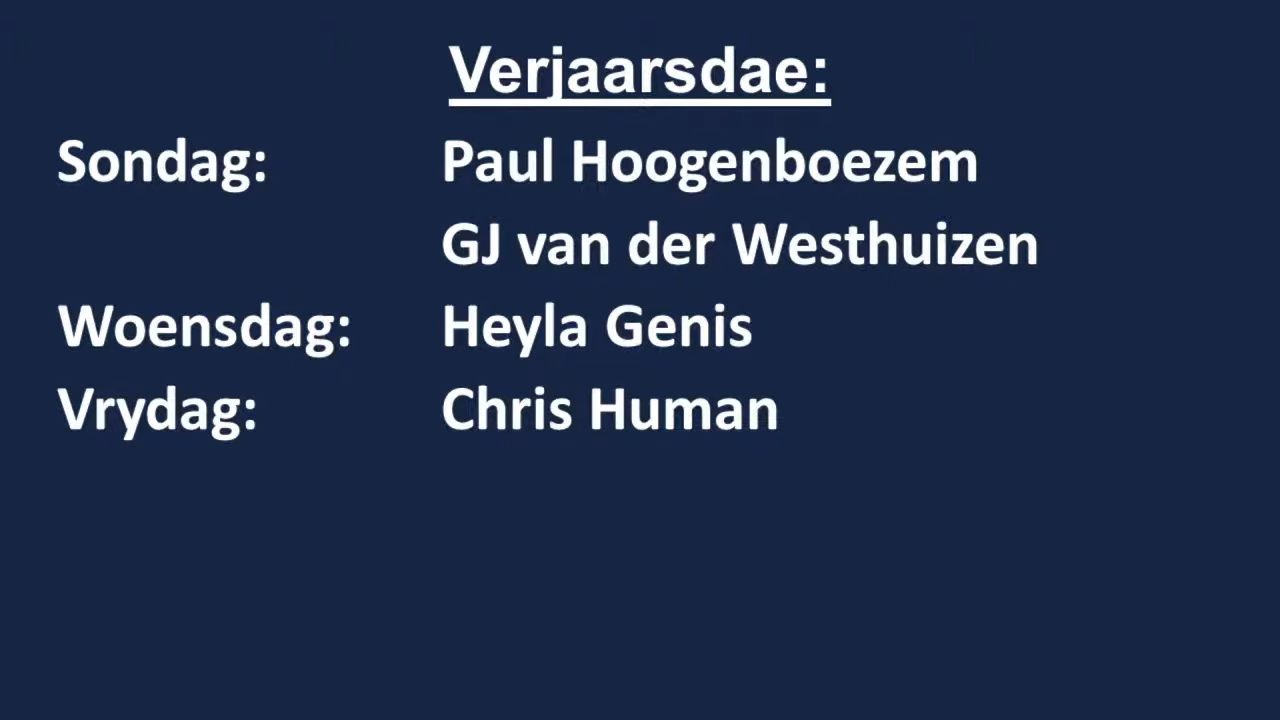 Verjaarsdae:
Sondag: Paul Hoogenboezem
GJ van der Westhuizen
Woensdag: Heyla Genis
Vrydag: Chris Human